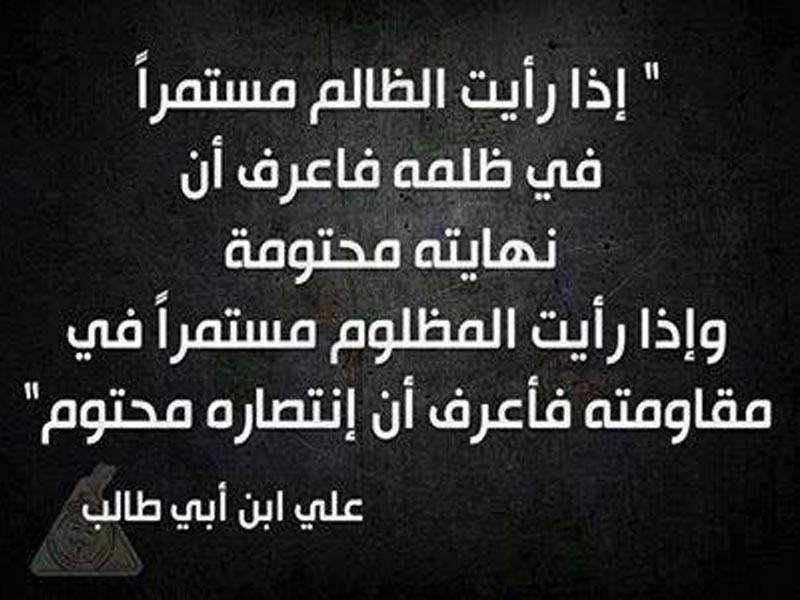 " إذا رأيت الظالم مستمراً
في ظلمه فاعرف أن
نهايته محتومة
وإذا رأيت المظلوم مستمراً في
مقاومته فأعرف أن إنتصاره محتوم"
علي ابن أبي طالب